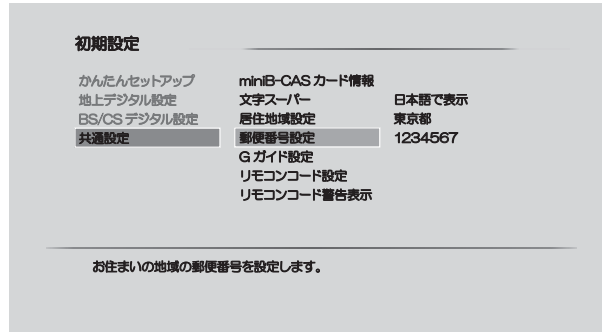 初期設定
かんたんセットアップ
地上デジタル設定
BS/CS デジタル設定
共通設定
miniB-CAS カード情報
文字スーパー 日本語で表示
居住地域設定 東京都
郵便番号設定 1234567
G ガイド設定
リモコンコード設定
リモコンコード警告表示
お住まいの地域の郵便番号を設定します。